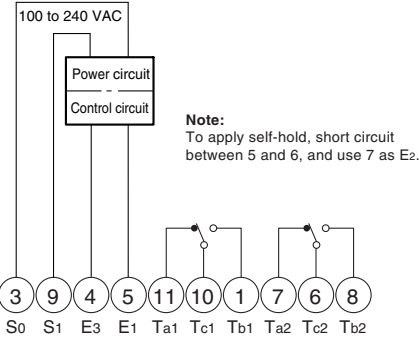 100 to 240 VAC
Power circuit
Control circuit
Note:
To apply self-hold, short circuit
between 5 and 6, and use 7 as E2.
3 9 4 5 11 10 1 7 6 8
S0 S1 E3 E1 Ta1 Tc1 Tb1 Ta2 Tc2 Tb2